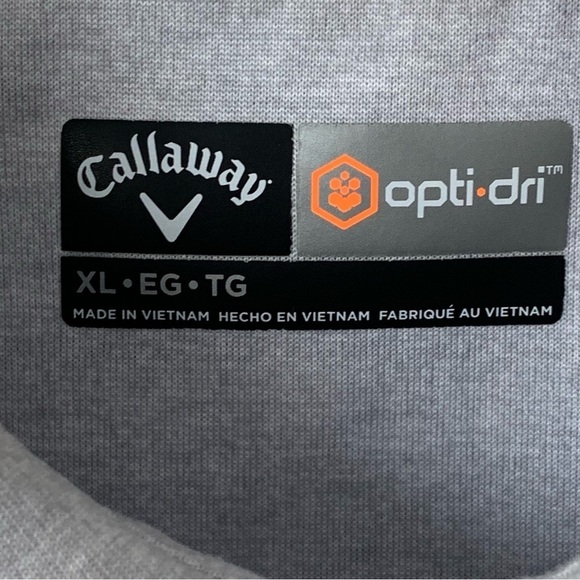 Callaway
opti·dri™
XL • EG • TG
MADE IN VIETNAM HECHO EN VIETNAM FABRIQUÉ AU VIETNAM